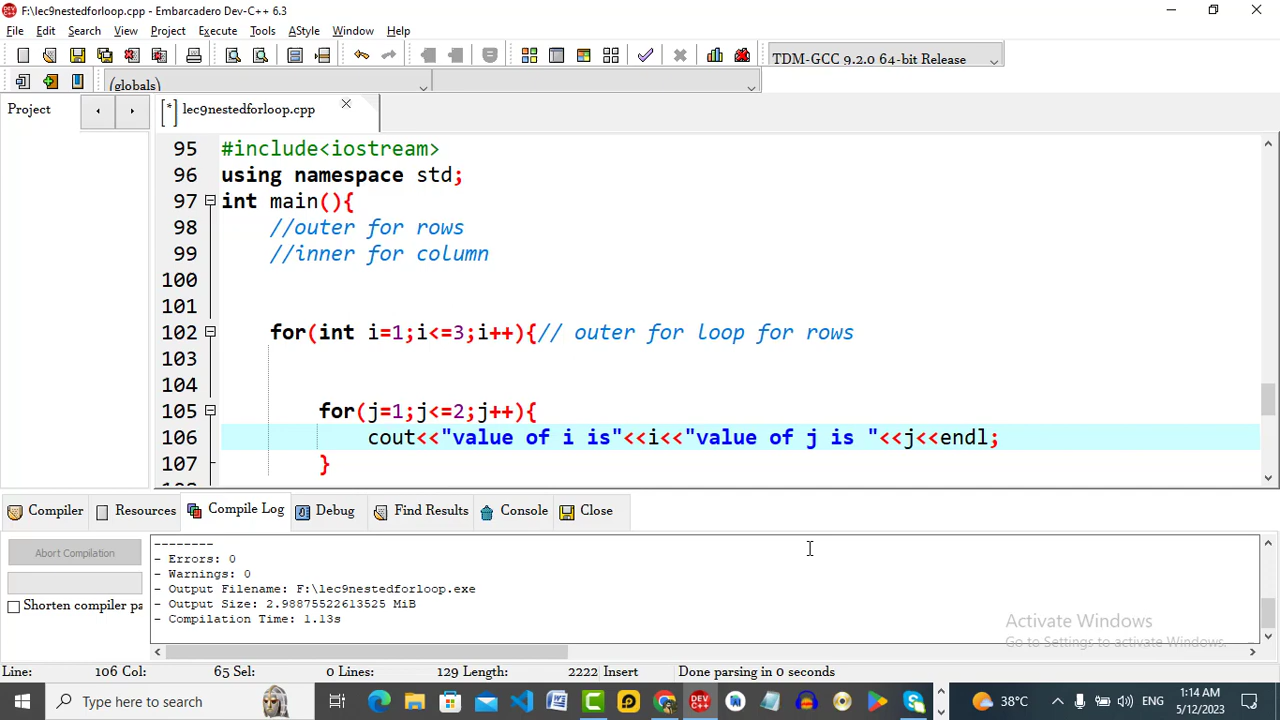 F:\lec9nestedforloop.cpp - Embarcadero Dev-C++ 6.3
File Edit Search View Project Execute Tools AStyle Window Help
TDM-GCC 9.2.0 64-bit Release
(globals)
Project
[*] lec9nestedforloop.cpp
95 #include<iostream>
96 using namespace std;
97 int main(){
98 //outer for rows
99 //inner for column
100
101
102 for(int i=1;i<=3;i++){// outer for loop for rows
103
104
105 for(j=1;j<=2;j++){
106 cout<<"value of i is"<<i<<"value of j is "<<j<<endl;
107 }
Compiler Resources Compile Log Debug Find Results Console Close
Abort Compilation
Shorten compiler pa
--------
- Errors: 0
- Warnings: 0
- Output Filename: F:\lec9nestedforloop.exe
- Output Size: 2.98875522613525 MiB
- Compilation Time: 1.13s
Activate Windows
Go to Settings to activate Windows.
Line: 106 Col: 65 Sel: 0 Lines: 129 Length: 2222 Insert Done parsing in 0 seconds
Type here to search
38°C
ENG
1:14 AM
5/12/2023